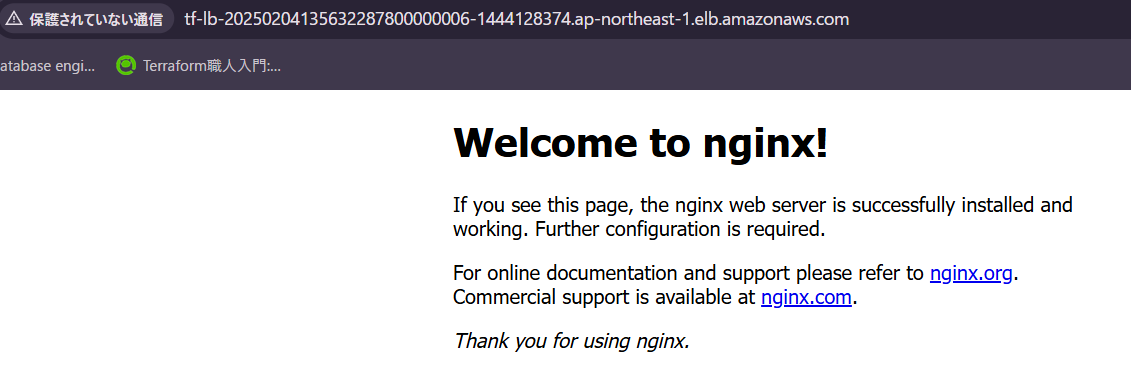 保護されていない通信 tf-lb-20250204135632287800000006-1444128374.ap-northeast-1.elb.amazonaws.com
atabase engi... Terraform職人入門:...
Welcome to nginx!
If you see this page, the nginx web server is successfully installed and
working. Further configuration is required.
For online documentation and support please refer to nginx.org.
Commercial support is available at nginx.com.
Thank you for using nginx.